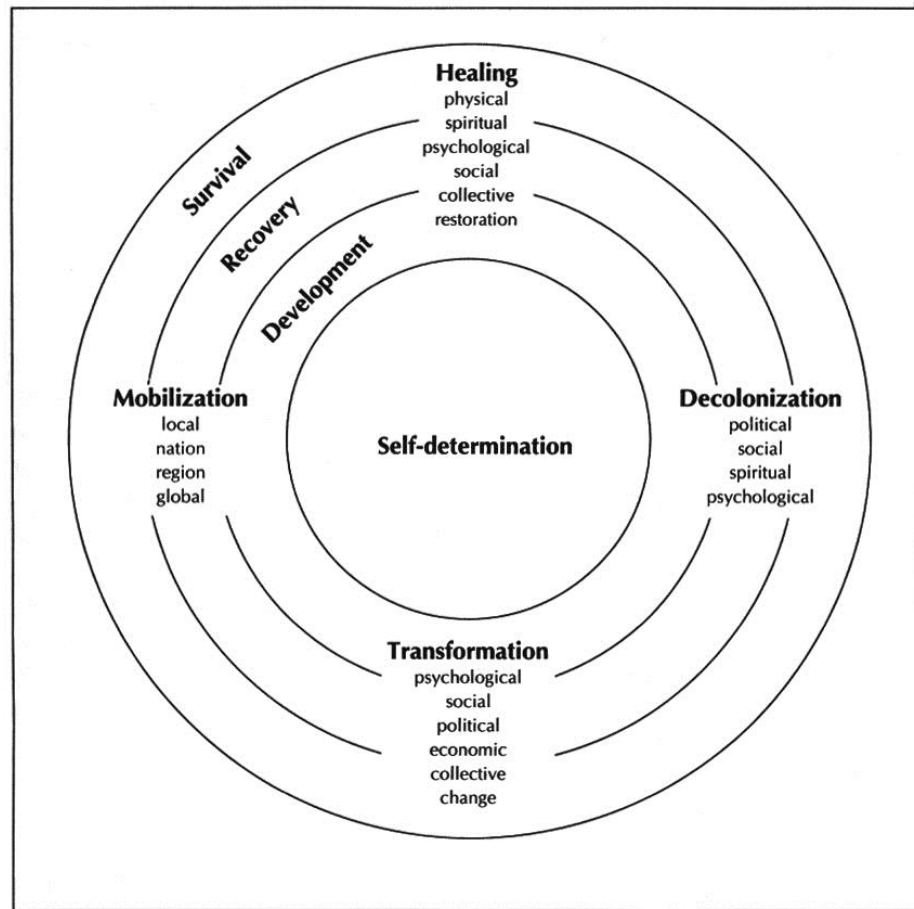 Healing
physical
spiritual
psychological
social
collective
restoration
Survival
Recovery
Development
Mobilization
local
nation
region
global
Self-determination
Decolonization
political
social
spiritual
psychological
Transformation
psychological
social
political
economic
collective
change